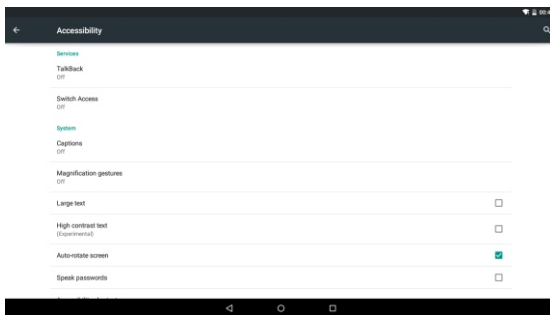 Accessibility
Services
TalkBack
Off
Switch Access
Off
System
Captions
Off
Magnification gestures
Off
Large text
High contrast text
(Experimental)
Auto-rotate screen
Speak passwords